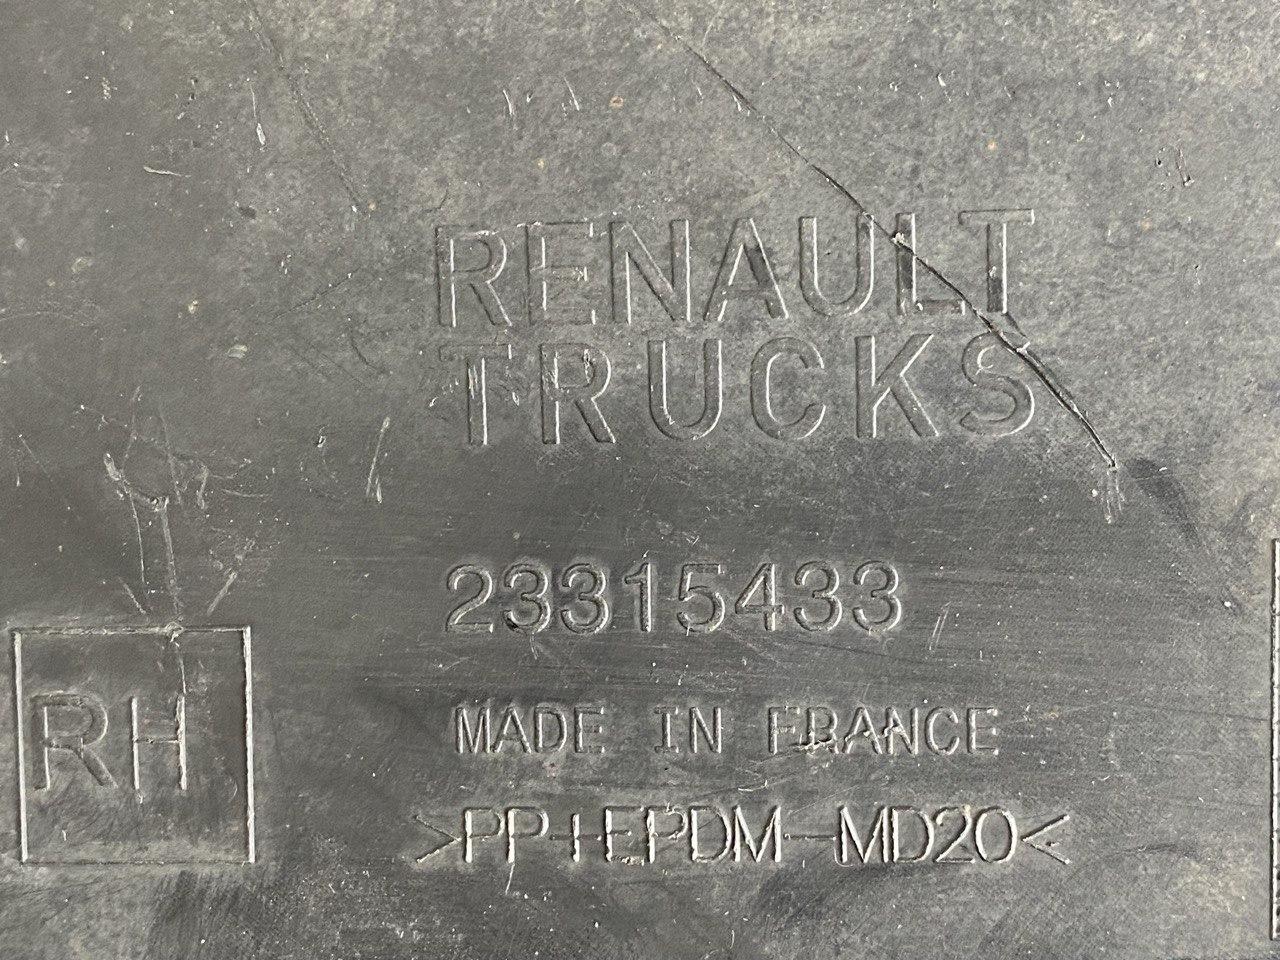 RENAULT
TRUCKS
23315433
RH
MADE IN FRANCE
>PP+EPDM-MD20<